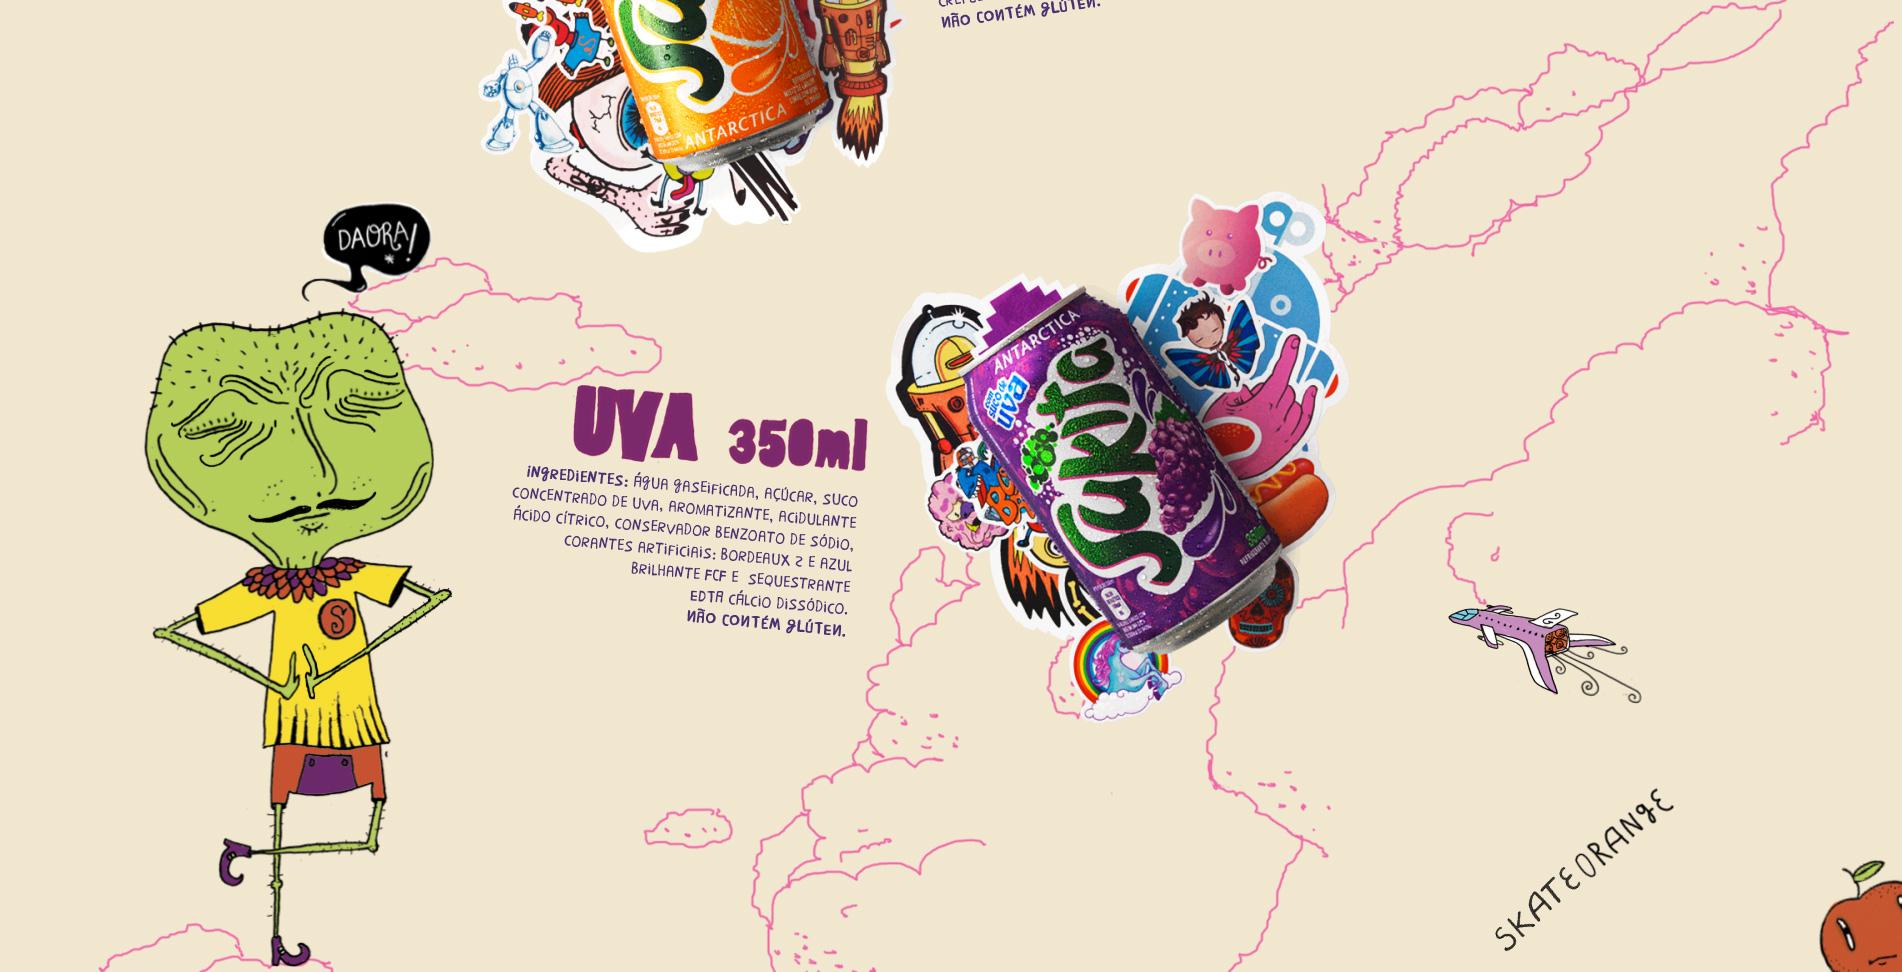 NÃO CONTÉM GLÚTEN.
ANTARCTICA
DAORA!
UVA 350ml
INGREDIENTES: ÁGUA GASEIFICADA, AÇÚCAR, SUCO
CONCENTRADO DE UVA, AROMATIZANTE, ACIDULANTE
ÁCIDO CÍTRICO, CONSERVADOR BENZOATO DE SÓDIO,
CORANTES ARTIFICIAIS: BORDEAUX 2 E AZUL
BRILHANTE FCF E SEQUESTRANTE
EDTA CÁLCIO DISSÓDICO.
NÃO CONTÉM GLÚTEN.
ANTARCTICA
suco de
uva
Sukita
S
SKATEORANGE